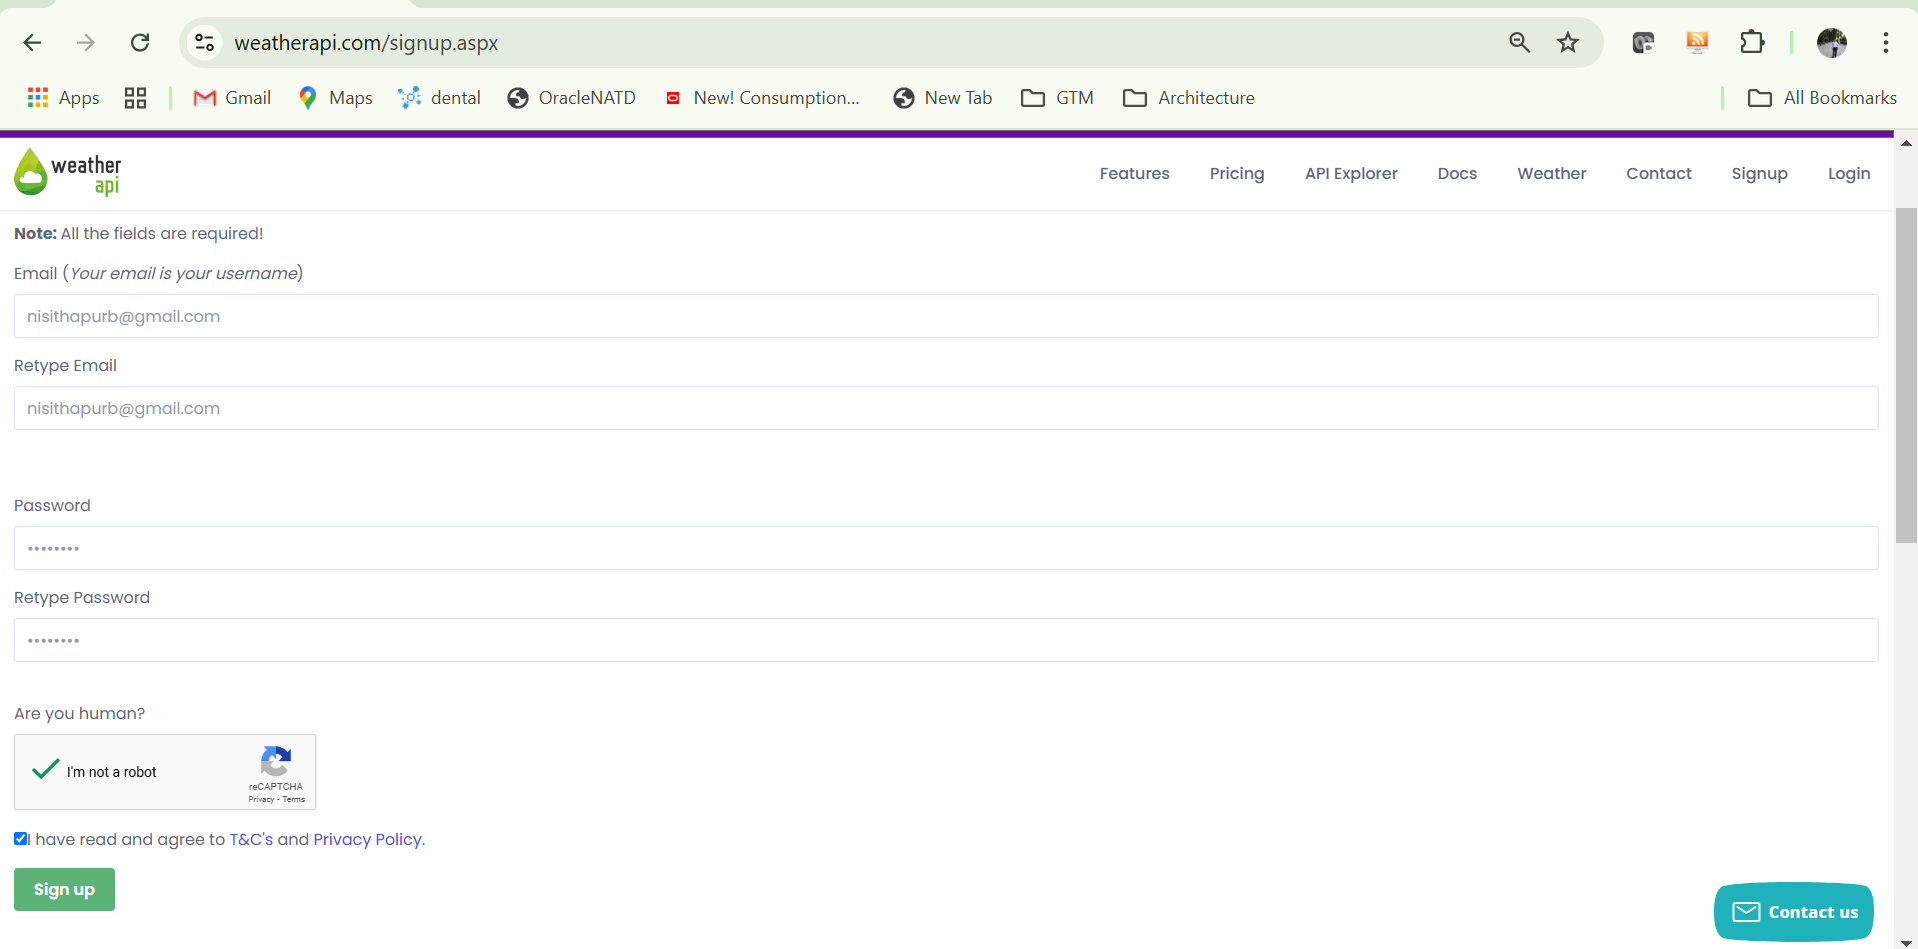 weatherapi.com/signup.aspx
Apps Gmail Maps dental OracleNATD New! Consumption... New Tab GTM Architecture All Bookmarks
weather
api
Features Pricing API Explorer Docs Weather Contact Signup Login
Note: All the fields are required!
Email (Your email is your username)
nisithapurb@gmail.com
Retype Email
nisithapurb@gmail.com
Password
••••••••
Retype Password
••••••••
Are you human?
I'm not a robot
reCAPTCHA
Privacy - Terms
I have read and agree to T&C's and Privacy Policy.
Sign up
Contact us